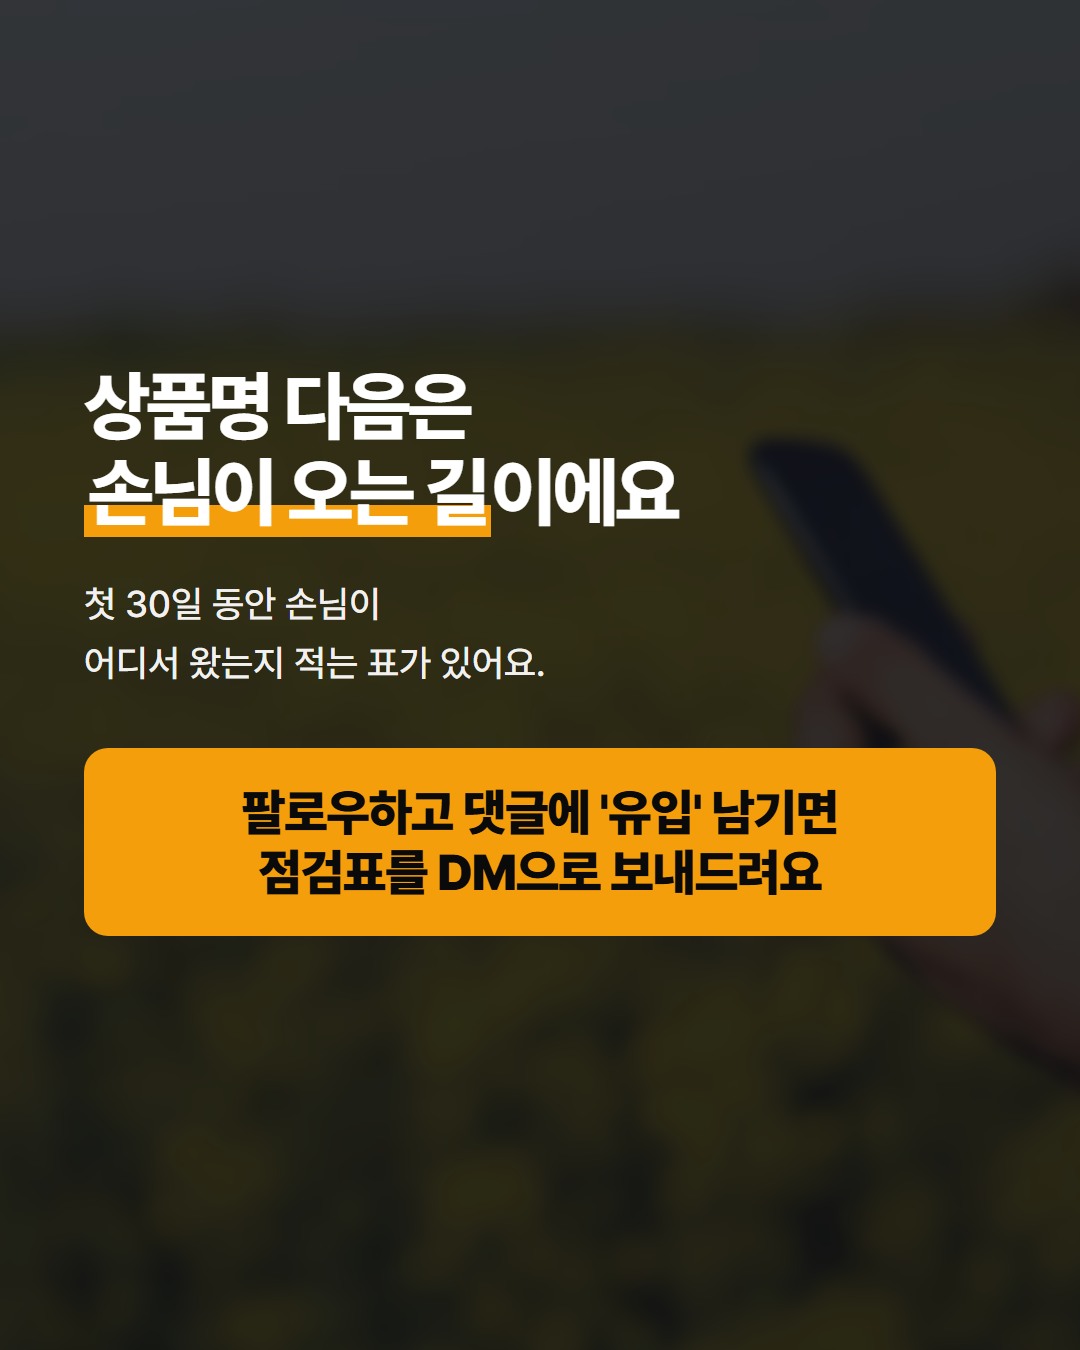 상품명 다음은
손님이 오는 길이에요
첫 30일 동안 손님이
어디서 왔는지 적는 표가 있어요.
팔로우하고 댓글에 '유입' 남기면
점검표를 DM으로 보내드려요